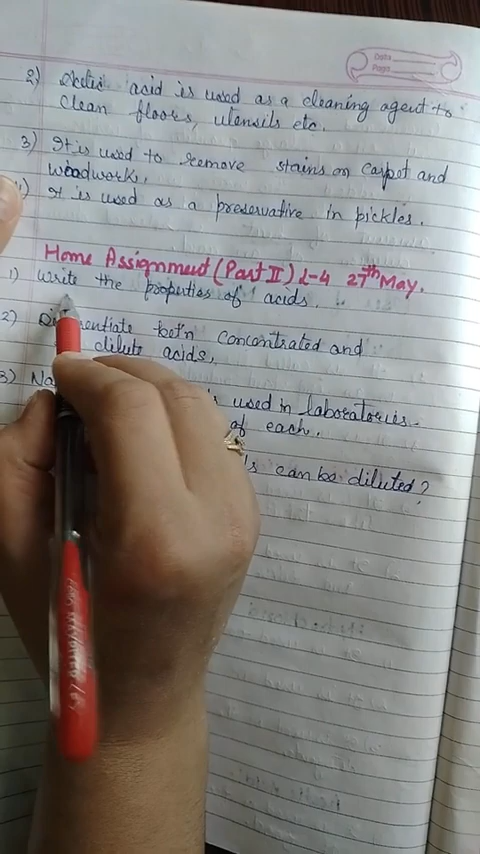 Date
Page
2) Acetic acid is used as a cleaning agent to
clean floors, utensils etc.
3) It is used to remove stains on carpet and
woodworks,
It is used as a preservative in pickles.
Home Assignment (Part II) L-4 27th May.
1) Write the properties of acids.
2) bet'n concentrated and
dilute acids,
3) Na used in laboratories
of each.
can be diluted?